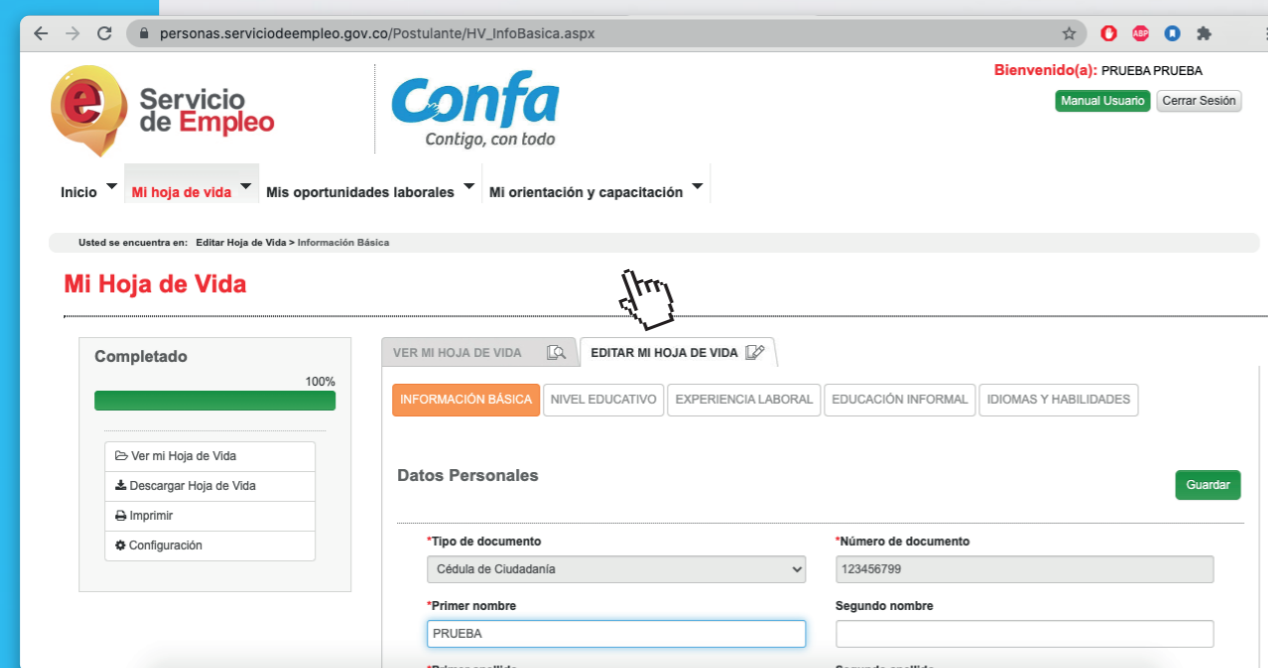 personas.serviciodeempleo.gov.co/Postulante/HV_InfoBasica.aspx
ABP
Bienvenido(a): PRUEBA PRUEBA
Manual Usuario Cerrar Sesión
e Servicio
de Empleo
Confa
Contigo, con todo
Inicio Mi hoja de vida Mis oportunidades laborales Mi orientación y capacitación
Usted se encuentra en: Editar Hoja de Vida > Información Básica
Mi Hoja de Vida
Completado
100%
Ver mi Hoja de Vida
Descargar Hoja de Vida
Imprimir
Configuración
VER MI HOJA DE VIDA EDITAR MI HOJA DE VIDA
INFORMACIÓN BÁSICA NIVEL EDUCATIVO EXPERIENCIA LABORAL EDUCACIÓN INFORMAL IDIOMAS Y HABILIDADES
Datos Personales
Guardar
*Tipo de documento *Número de documento
Cédula de Ciudadanía 123456799
*Primer nombre Segundo nombre
PRUEBA
*Primer apellido Segundo apellido